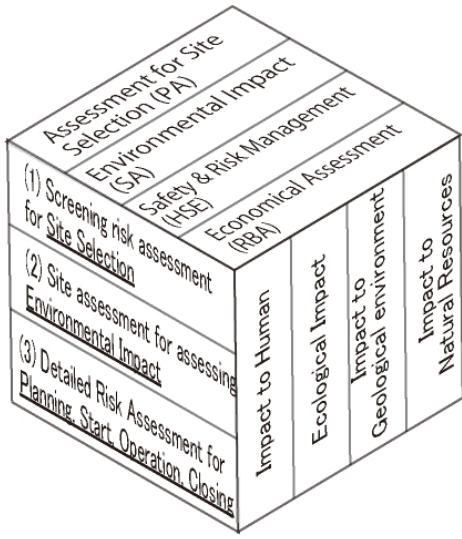 Assessment for Site
Selection (PA)
Environmental Impact
(SA)
Safety & Risk Management
(HSE)
Economical Assessment
(RBA)
(1) Screening risk assessment
for Site Selection
(2) Site assessment for assessing
Environmental Impact
(3) Detailed Risk Assessment for
Planning, Start, Operation, Closing
Impact to Human
Ecological Impact
Impact to
Geological environment
Impact to
Natural Resources